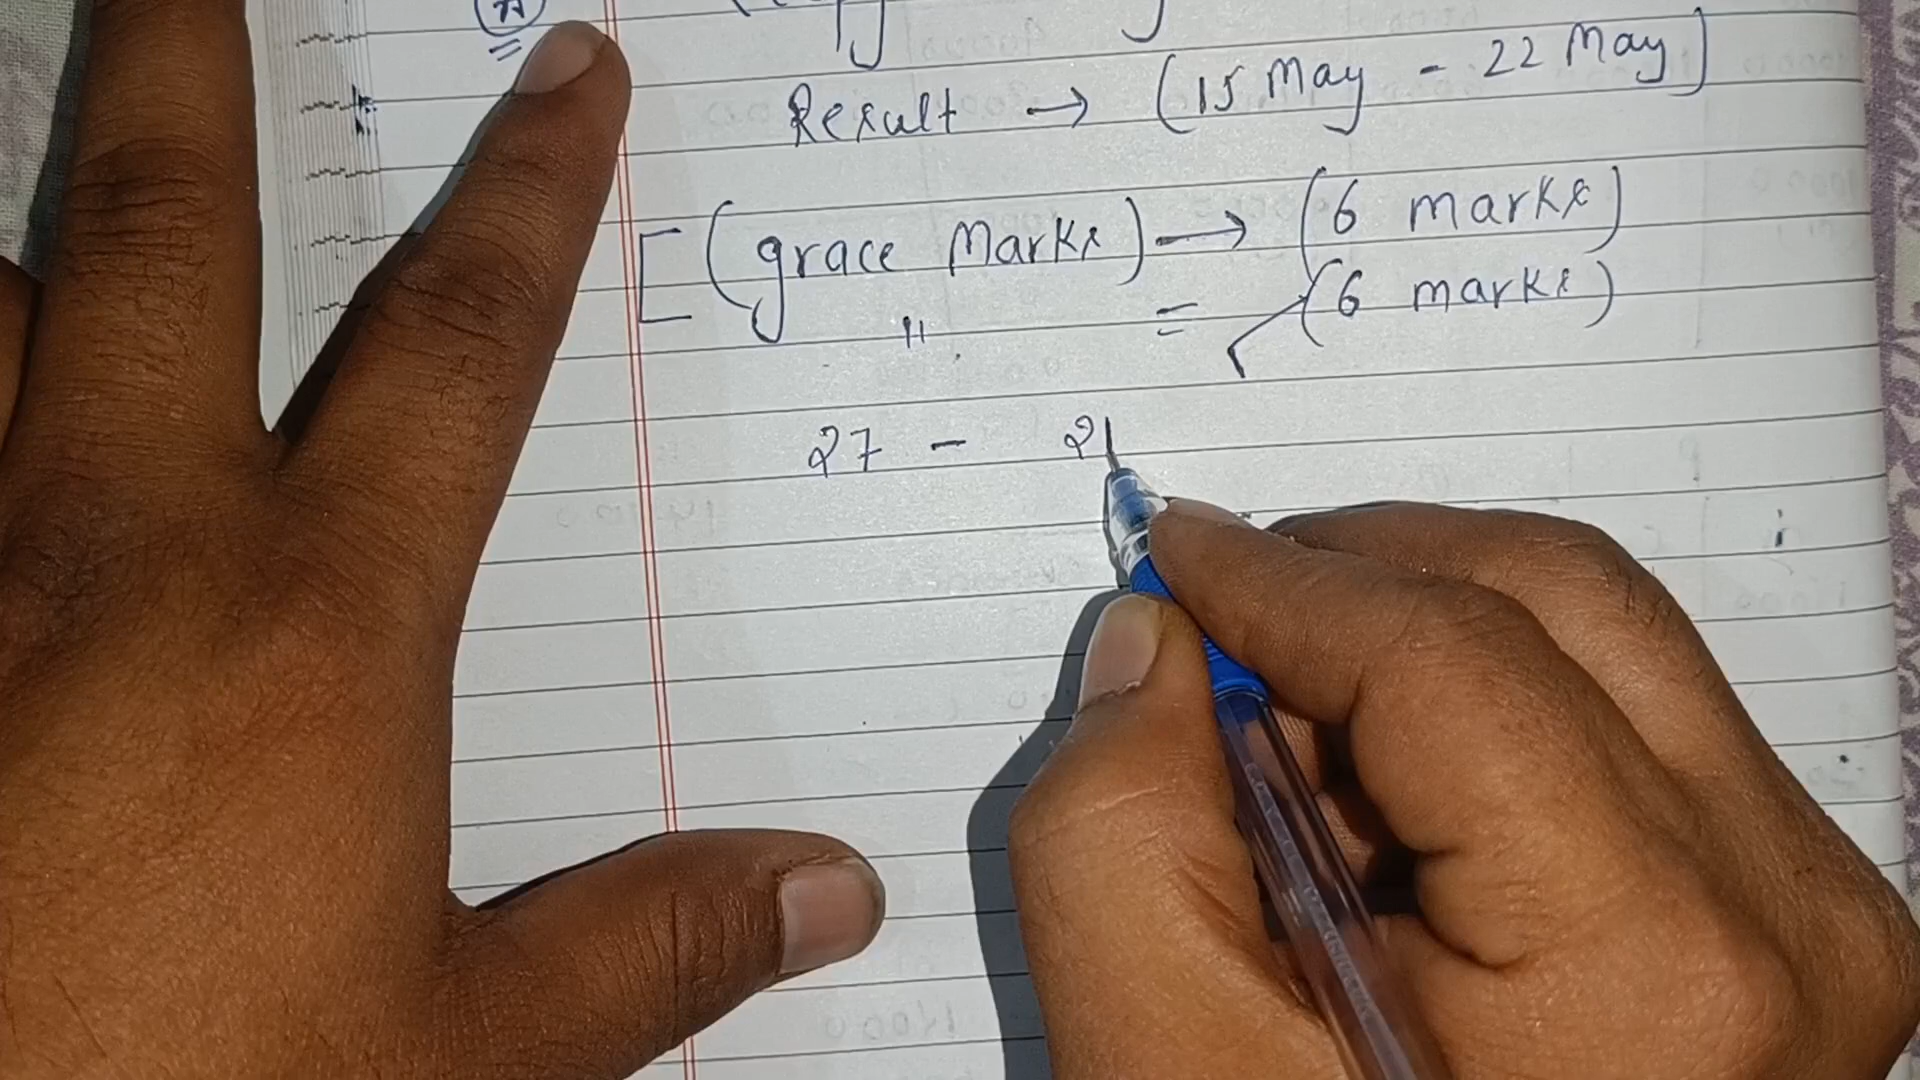 Result → (15 May - 22 May)
[(grace Marks) → (6 marks)
" = (6 marks)
27 - 21